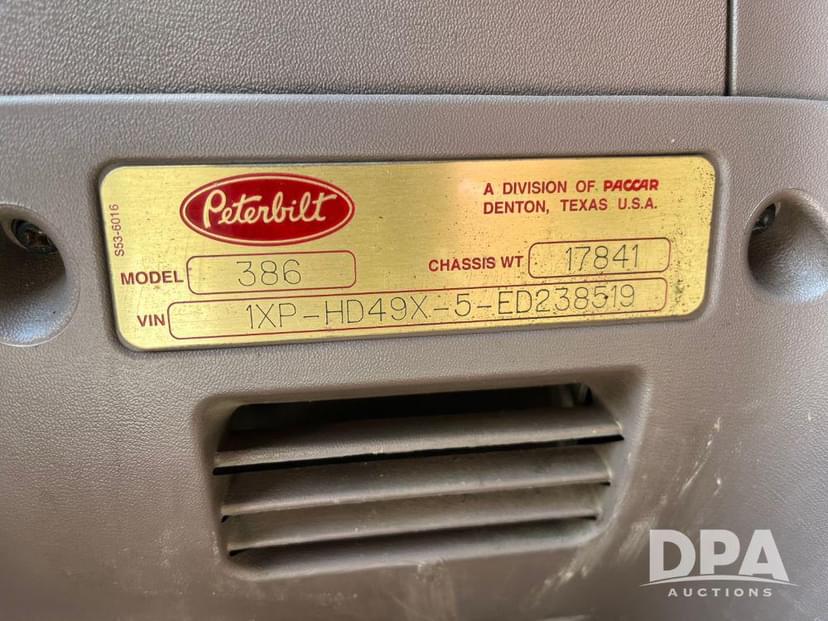 S53-6016
Peterbilt
A DIVISION OF PACCAR
DENTON, TEXAS U.S.A.
MODEL 386
CHASSIS WT 17841
VIN 1XP-HD49X-5-ED238519
DPA
AUCTIONS